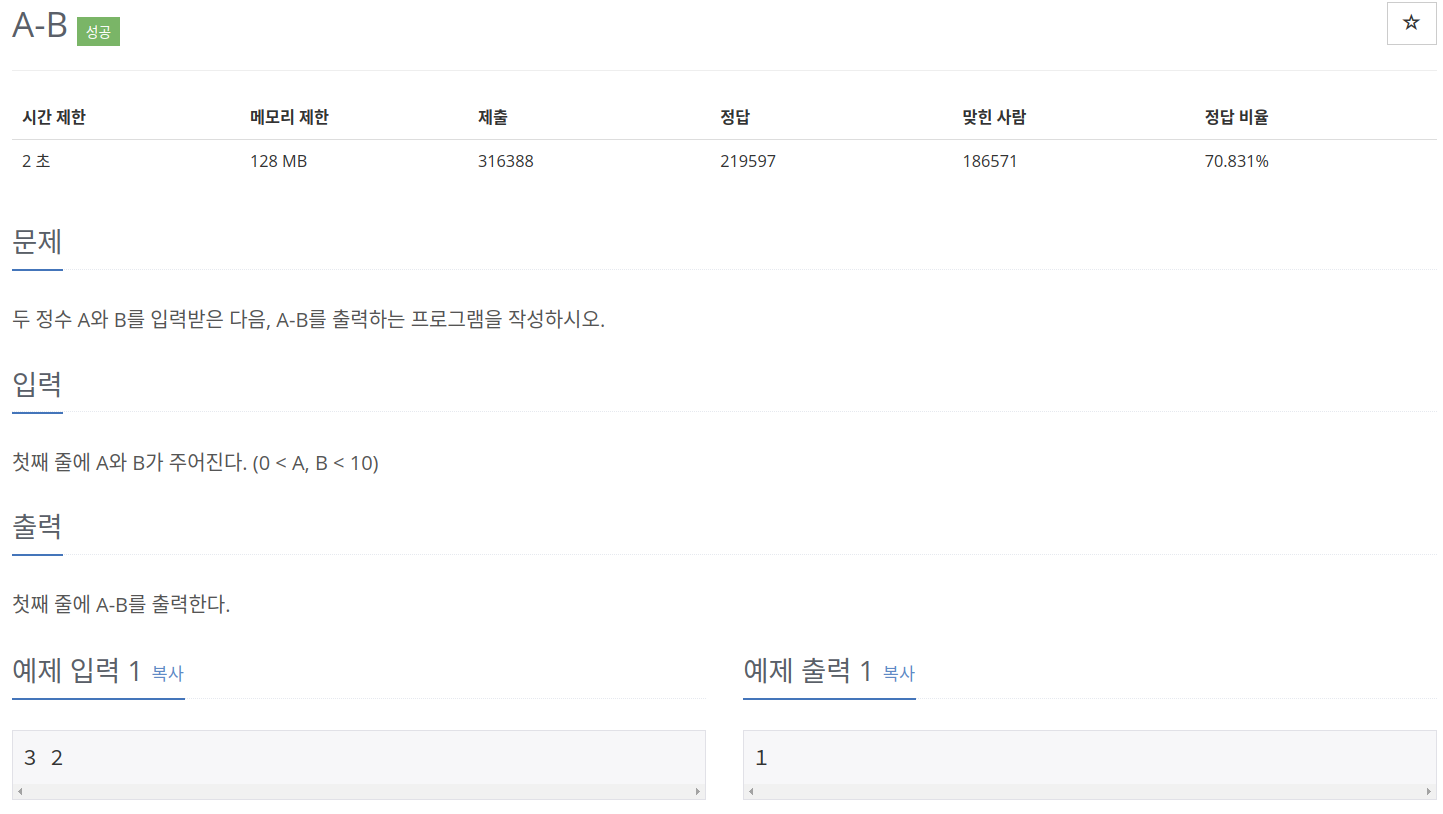 A-B 성공
☆
시간 제한 메모리 제한 제출 정답 맞힌 사람 정답 비율
2 초 128 MB 316388 219597 186571 70.831%
문제
두 정수 A와 B를 입력받은 다음, A-B를 출력하는 프로그램을 작성하시오.
입력
첫째 줄에 A와 B가 주어진다. (0 < A, B < 10)
출력
첫째 줄에 A-B를 출력한다.
예제 입력 1 복사
3 2
예제 출력 1 복사
1